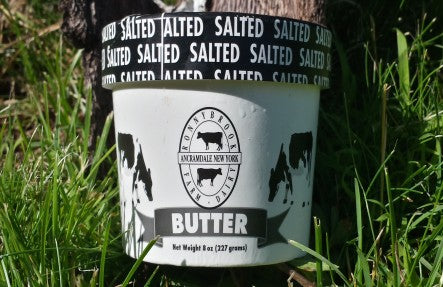 SALTED SALTED SALTED SALTED
SALTED SALTED SALTED SALTED
SALTED SALTED SALTED SALTED
RONNYBROOK
ANCRAMDALE NEW YORK
FARM · DAIRY
BUTTER
Net Weight 8 oz (227 grams)